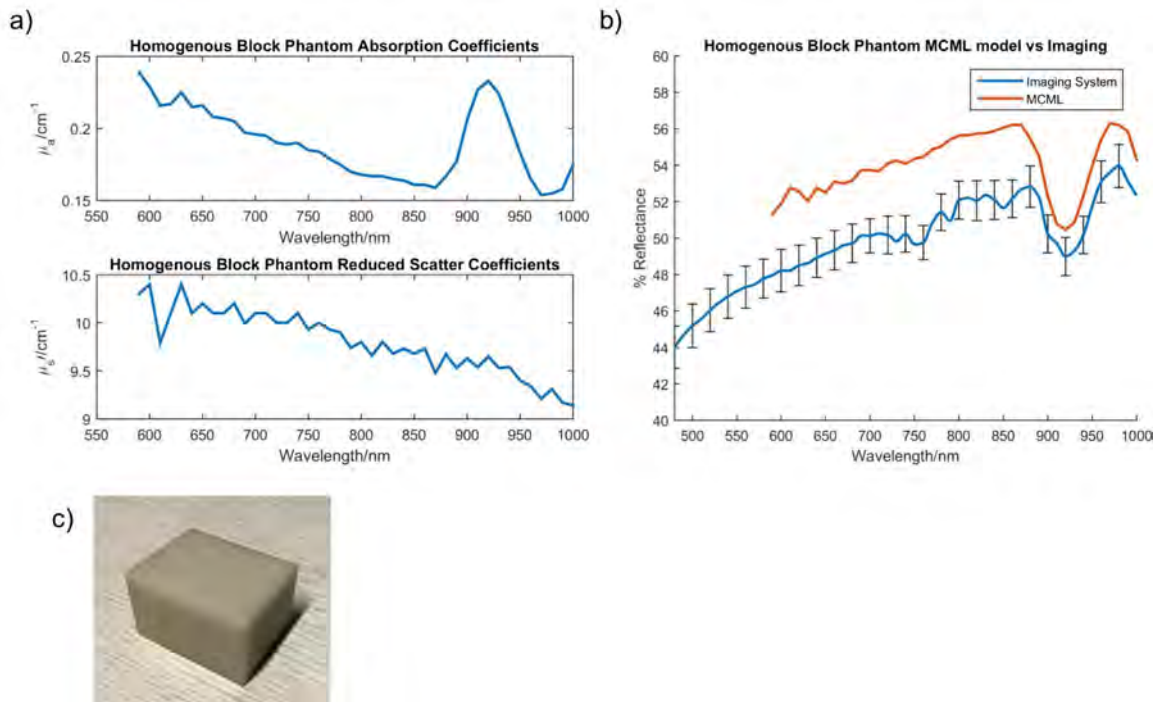 a)
Homogenous Block Phantom Absorption Coefficients
0.25
0.2
0.15
μa/cm-1
550 600 650 700 750 800 850 900 950 1000
Wavelength/nm
Homogenous Block Phantom Reduced Scatter Coefficients
10.5
10
9.5
9
μs'/cm-1
550 600 650 700 750 800 850 900 950 1000
Wavelength/nm
b)
Homogenous Block Phantom MCML model vs Imaging
Imaging System
MCML
60
58
56
54
52
50
48
46
44
42
40
% Reflectance
500 550 600 650 700 750 800 850 900 950 1000
Wavelength/nm
c)